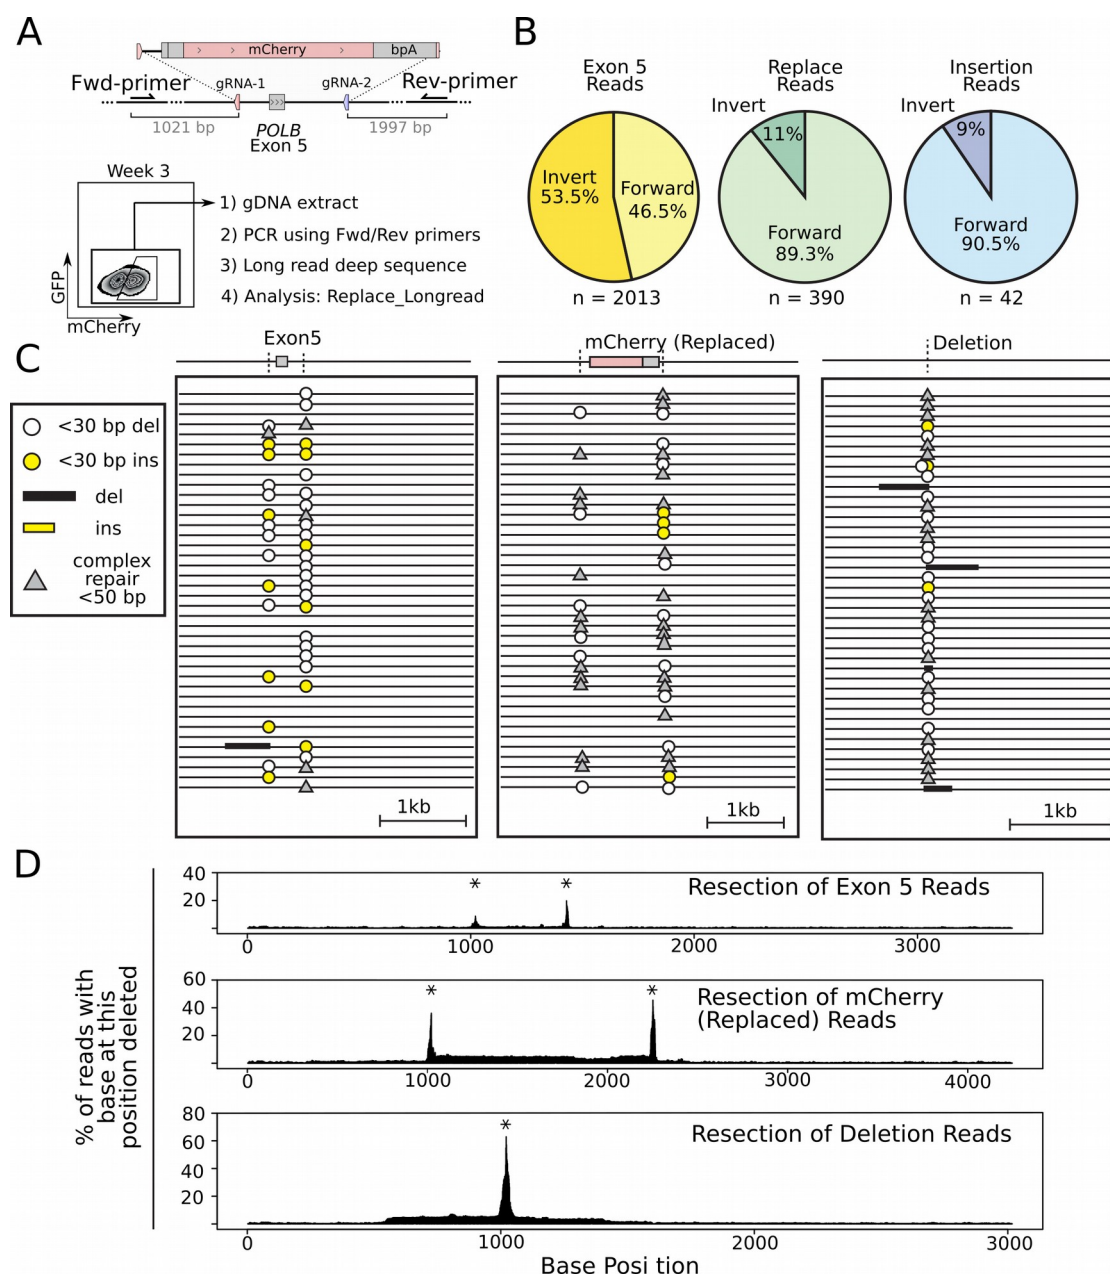 A
mCherry
bpA
Fwd-primer
gRNA-1
gRNA-2
Rev-primer
1021 bp
POLB
Exon 5
1997 bp
Week 3
GFP
mCherry
1) gDNA extract
2) PCR using Fwd/Rev primers
3) Long read deep sequence
4) Analysis: Replace_Longread
B
Exon 5
Reads
Invert
53.5%
Forward
46.5%
n = 2013
Replace
Reads
Invert
11%
Forward
89.3%
n = 390
Insertion
Reads
Invert
9%
Forward
90.5%
n = 42
C
<30 bp del
<30 bp ins
del
ins
complex
repair
<50 bp
Exon5
1kb
mCherry (Replaced)
1kb
Deletion
1kb
D
% of reads with
base at this
position deleted
40
20
* *
Resection of Exon 5 Reads
0 1000 2000 3000
60
40
20
* *
Resection of mCherry
(Replaced) Reads
0 1000 2000 3000 4000
80
60
40
20
*
Resection of Deletion Reads
0 1000 2000 3000
Base Posi tion